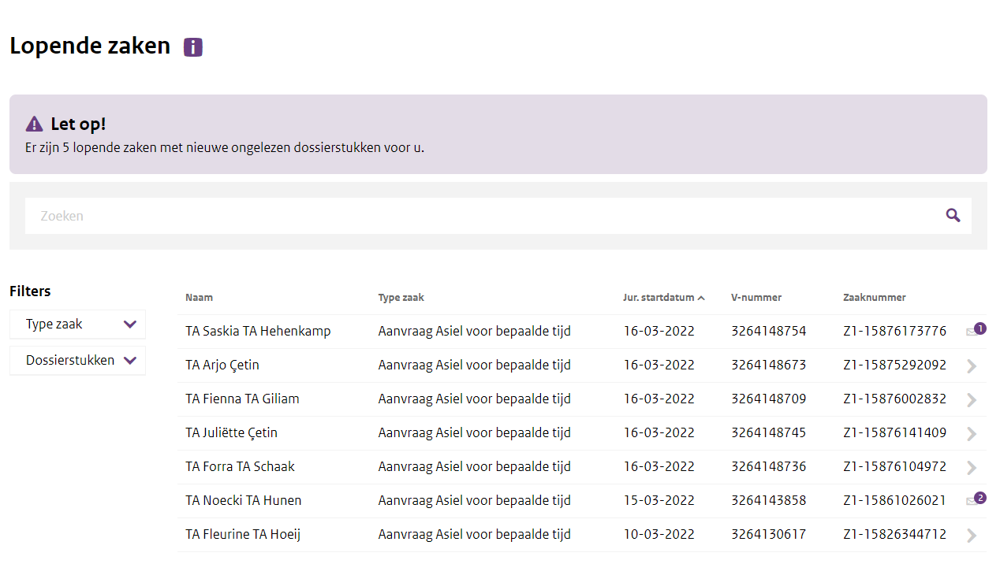 Lopende zaken
Let op!
Er zijn 5 lopende zaken met nieuwe ongelezen dossierstukken voor u.
Zoeken
Filters
Type zaak
Dossierstukken
Naam Type zaak Jur. startdatum V-nummer Zaaknummer
TA Saskia TA Hehenkamp Aanvraag Asiel voor bepaalde tijd 16-03-2022 3264148754 Z1-15876173776 1
TA Arjo Çetin Aanvraag Asiel voor bepaalde tijd 16-03-2022 3264148673 Z1-15875292092
TA Fienna TA Giliam Aanvraag Asiel voor bepaalde tijd 16-03-2022 3264148709 Z1-15876002832
TA Juliëtte Çetin Aanvraag Asiel voor bepaalde tijd 16-03-2022 3264148745 Z1-15876141409
TA Forra TA Schaak Aanvraag Asiel voor bepaalde tijd 16-03-2022 3264148736 Z1-15876104972
TA Noecki TA Hunen Aanvraag Asiel voor bepaalde tijd 15-03-2022 3264143858 Z1-15861026021 2
TA Fleurine TA Hoeij Aanvraag Asiel voor bepaalde tijd 10-03-2022 3264130617 Z1-15826344712